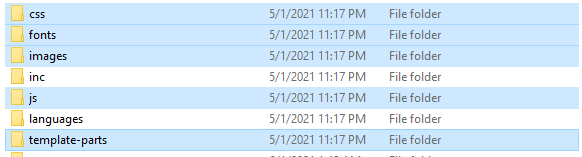 css 5/1/2021 11:17 PM File folder
fonts 5/1/2021 11:17 PM File folder
images 5/1/2021 11:17 PM File folder
inc 5/1/2021 11:17 PM File folder
js 5/1/2021 11:17 PM File folder
languages 5/1/2021 11:17 PM File folder
template-parts 5/1/2021 11:17 PM File folder